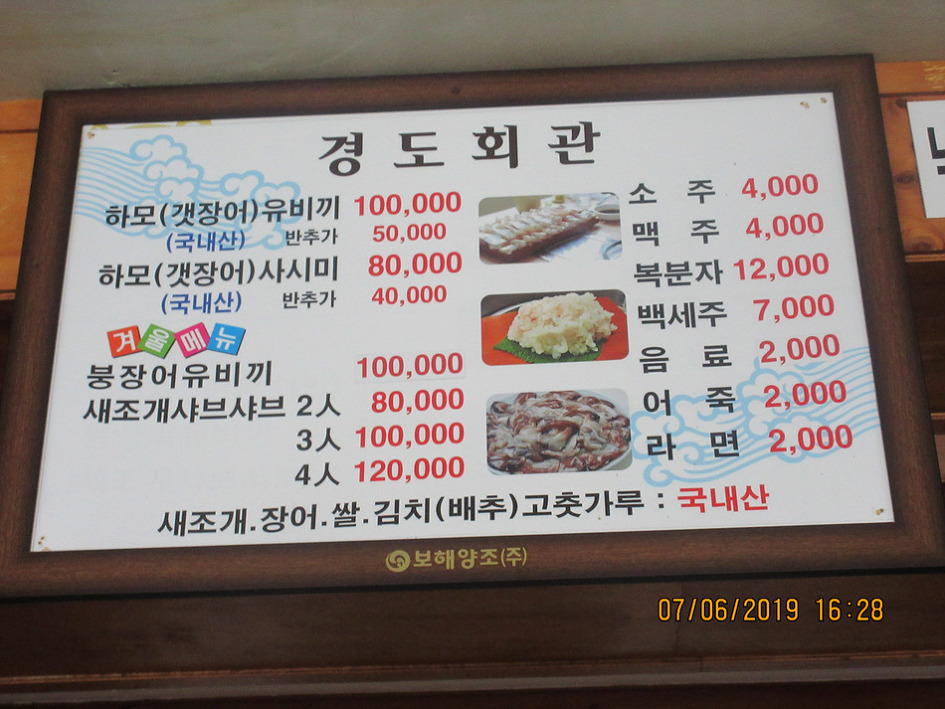 경도회관
하모(갯장어)유비끼 100,000
(국내산) 반추가 50,000
하모(갯장어)사시미 80,000
(국내산) 반추가 40,000
겨울메뉴
붕장어유비끼 100,000
새조개샤브샤브 2人 80,000
3人 100,000
4人 120,000
소주 4,000
맥주 4,000
복분자 12,000
백세주 7,000
음료 2,000
어죽 2,000
라면 2,000
새조개.장어.쌀.김치(배추)고춧가루 : 국내산
보해양조(주)
07/06/2019 16:28